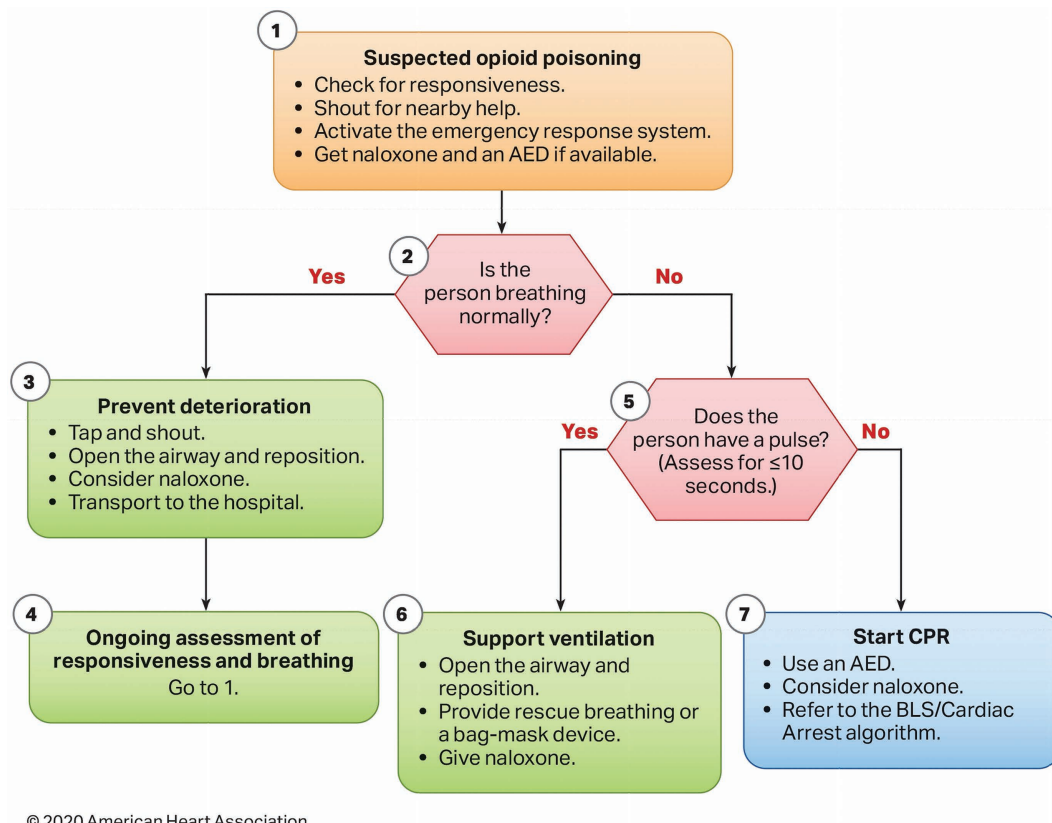 1
Suspected opioid poisoning
• Check for responsiveness.
• Shout for nearby help.
• Activate the emergency response system.
• Get naloxone and an AED if available.
2
Is the
person breathing
normally?
Yes
No
3
Prevent deterioration
• Tap and shout.
• Open the airway and reposition.
• Consider naloxone.
• Transport to the hospital.
4
Ongoing assessment of
responsiveness and breathing
Go to 1.
5
Does the
person have a pulse?
(Assess for ≤10
seconds.)
Yes
No
6
Support ventilation
• Open the airway and
reposition.
• Provide rescue breathing or
a bag-mask device.
• Give naloxone.
7
Start CPR
• Use an AED.
• Consider naloxone.
• Refer to the BLS/Cardiac
Arrest algorithm.
© 2020 American Heart Association